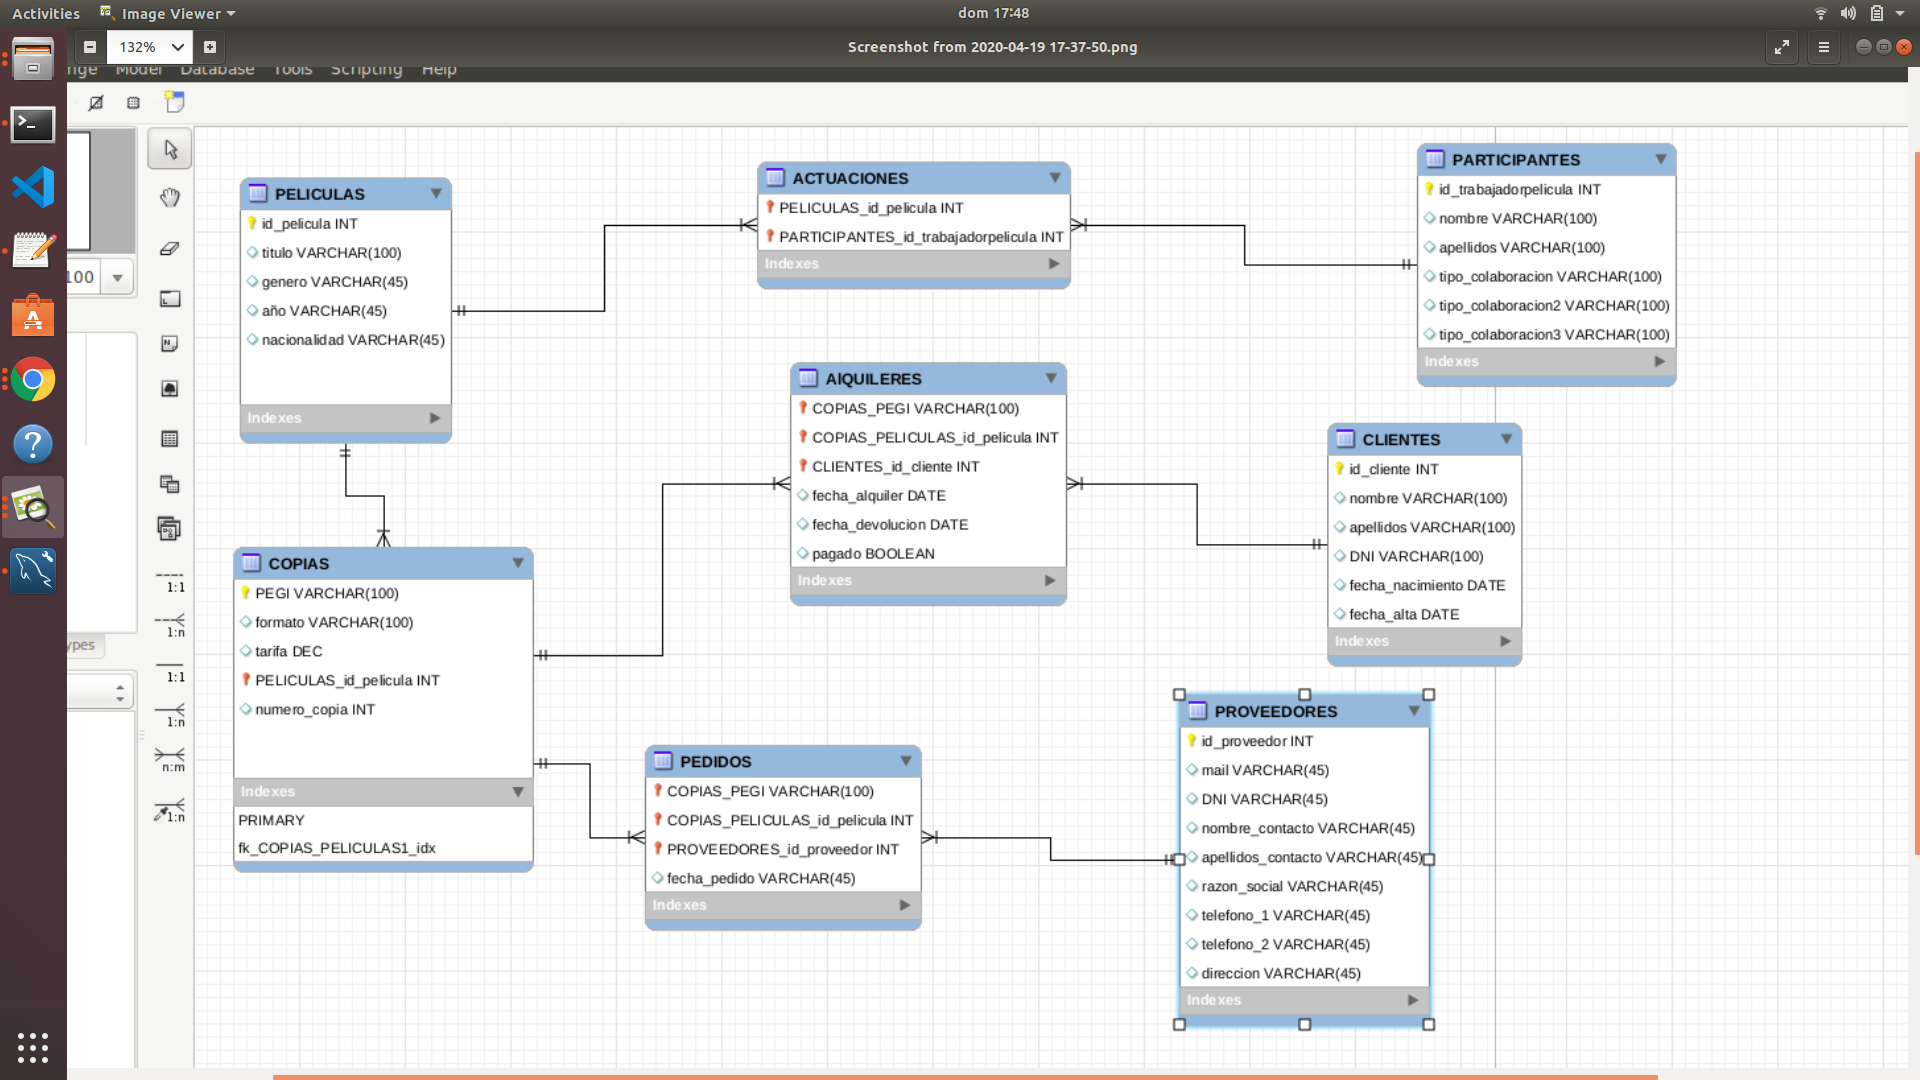 Activities
Image Viewer
dom 17:48
132%
Screenshot from 2020-04-19 17-37-50.png
nge Model Database Tools Scripting Help
100
ypes
1:1
1:n
1:1
1:n
n:m
1:n
PELICULAS
id_pelicula INT
titulo VARCHAR(100)
genero VARCHAR(45)
año VARCHAR(45)
nacionalidad VARCHAR(45)
Indexes
ACTUACIONES
PELICULAS_id_pelicula INT
PARTICIPANTES_id_trabajadorpelicula INT
Indexes
PARTICIPANTES
id_trabajadorpelicula INT
nombre VARCHAR(100)
apellidos VARCHAR(100)
tipo_colaboracion VARCHAR(100)
tipo_colaboracion2 VARCHAR(100)
tipo_colaboracion3 VARCHAR(100)
Indexes
AlQUILERES
COPIAS_PEGI VARCHAR(100)
COPIAS_PELICULAS_id_pelicula INT
CLIENTES_id_cliente INT
fecha_alquiler DATE
fecha_devolucion DATE
pagado BOOLEAN
Indexes
CLIENTES
id_cliente INT
nombre VARCHAR(100)
apellidos VARCHAR(100)
DNI VARCHAR(100)
fecha_nacimiento DATE
fecha_alta DATE
Indexes
COPIAS
PEGI VARCHAR(100)
formato VARCHAR(100)
tarifa DEC
PELICULAS_id_pelicula INT
numero_copia INT
Indexes
PRIMARY
fk_COPIAS_PELICULAS1_idx
PEDIDOS
COPIAS_PEGI VARCHAR(100)
COPIAS_PELICULAS_id_pelicula INT
PROVEEDORES_id_proveedor INT
fecha_pedido VARCHAR(45)
Indexes
PROVEEDORES
id_proveedor INT
mail VARCHAR(45)
DNI VARCHAR(45)
nombre_contacto VARCHAR(45)
apellidos_contacto VARCHAR(45)
razon_social VARCHAR(45)
telefono_1 VARCHAR(45)
telefono_2 VARCHAR(45)
direccion VARCHAR(45)
Indexes